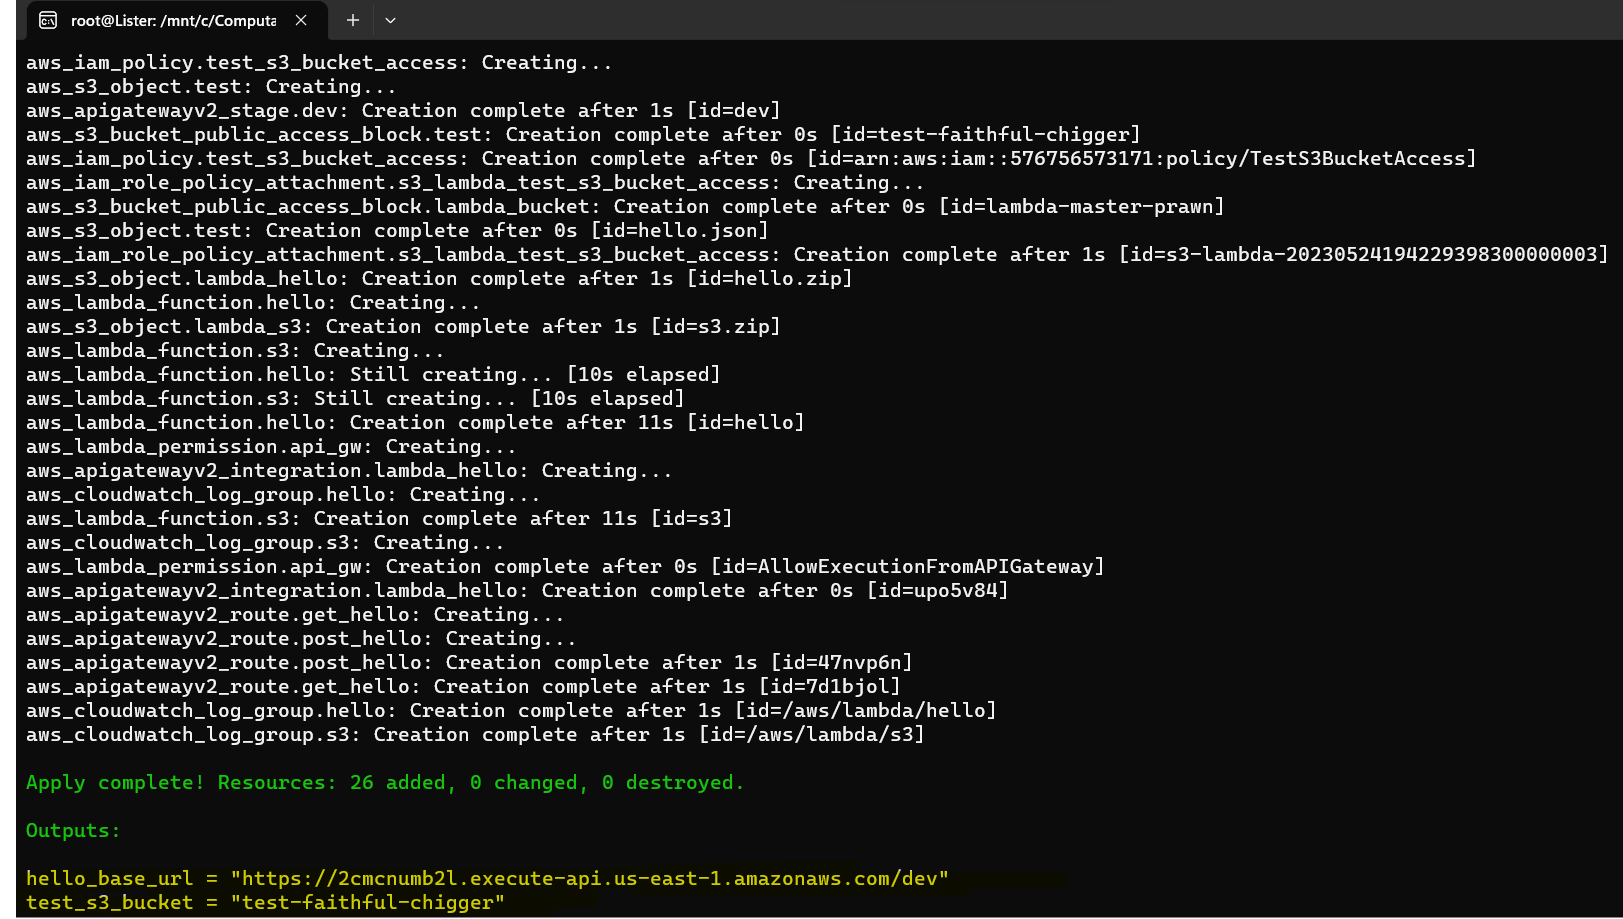 root@Lister: /mnt/c/Computa
aws_iam_policy.test_s3_bucket_access: Creating...
aws_s3_object.test: Creating...
aws_apigatewayv2_stage.dev: Creation complete after 1s [id=dev]
aws_s3_bucket_public_access_block.test: Creation complete after 0s [id=test-faithful-chigger]
aws_iam_policy.test_s3_bucket_access: Creation complete after 0s [id=arn:aws:iam::576756573171:policy/TestS3BucketAccess]
aws_iam_role_policy_attachment.s3_lambda_test_s3_bucket_access: Creating...
aws_s3_bucket_public_access_block.lambda_bucket: Creation complete after 0s [id=lambda-master-prawn]
aws_s3_object.test: Creation complete after 0s [id=hello.json]
aws_iam_role_policy_attachment.s3_lambda_test_s3_bucket_access: Creation complete after 1s [id=s3-lambda-20230524194229398300000003]
aws_s3_object.lambda_hello: Creation complete after 1s [id=hello.zip]
aws_lambda_function.hello: Creating...
aws_s3_object.lambda_s3: Creation complete after 1s [id=s3.zip]
aws_lambda_function.s3: Creating...
aws_lambda_function.hello: Still creating... [10s elapsed]
aws_lambda_function.s3: Still creating... [10s elapsed]
aws_lambda_function.hello: Creation complete after 11s [id=hello]
aws_lambda_permission.api_gw: Creating...
aws_apigatewayv2_integration.lambda_hello: Creating...
aws_cloudwatch_log_group.hello: Creating...
aws_lambda_function.s3: Creation complete after 11s [id=s3]
aws_cloudwatch_log_group.s3: Creating...
aws_lambda_permission.api_gw: Creation complete after 0s [id=AllowExecutionFromAPIGateway]
aws_apigatewayv2_integration.lambda_hello: Creation complete after 0s [id=upo5v84]
aws_apigatewayv2_route.get_hello: Creating...
aws_apigatewayv2_route.post_hello: Creating...
aws_apigatewayv2_route.post_hello: Creation complete after 1s [id=47nvp6n]
aws_apigatewayv2_route.get_hello: Creation complete after 1s [id=7d1bjol]
aws_cloudwatch_log_group.hello: Creation complete after 1s [id=/aws/lambda/hello]
aws_cloudwatch_log_group.s3: Creation complete after 1s [id=/aws/lambda/s3]
Apply complete! Resources: 26 added, 0 changed, 0 destroyed.
Outputs:
hello_base_url = "https://2cmcnumb2l.execute-api.us-east-1.amazonaws.com/dev"
test_s3_bucket = "test-faithful-chigger"